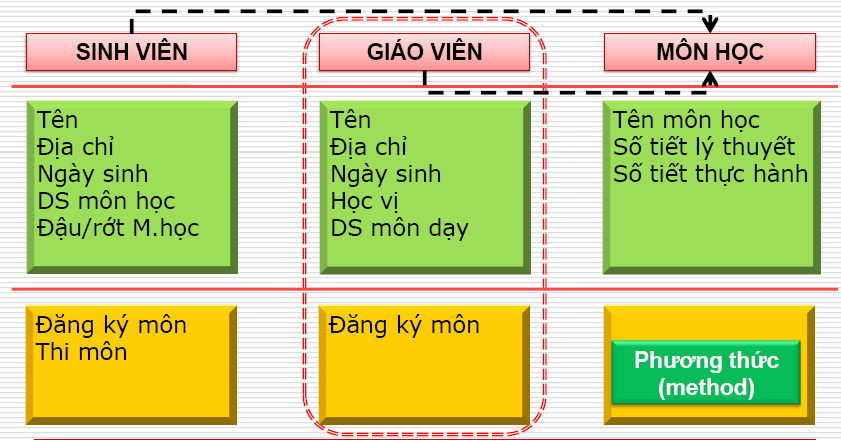 SINH VIÊN
GIÁO VIÊN
MÔN HỌC
Tên
Địa chỉ
Ngày sinh
DS môn học
Đậu/rớt M.học
Tên
Địa chỉ
Ngày sinh
Học vị
DS môn dạy
Tên môn học
Số tiết lý thuyết
Số tiết thực hành
Đăng ký môn
Thi môn
Đăng ký môn
Phương thức
(method)